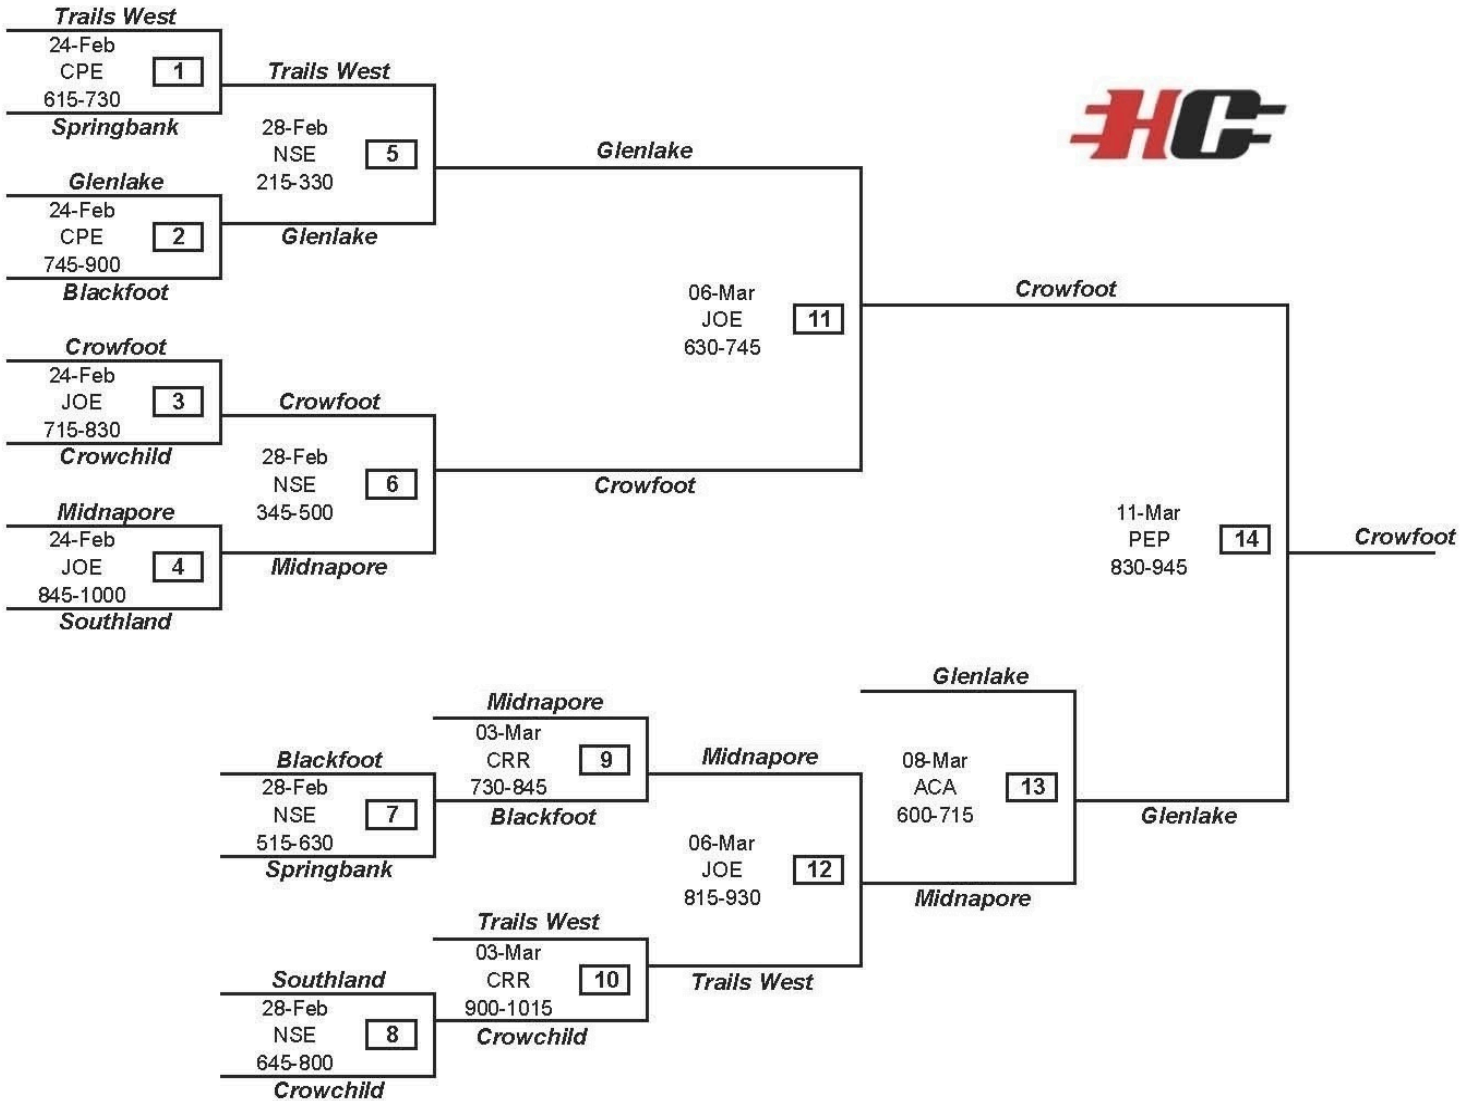 Trails West
24-Feb
CPE
1
615-730
Springbank
Trails West
28-Feb
NSE
5
215-330
Glenlake
24-Feb
CPE
2
745-900
Blackfoot
Glenlake
Glenlake
HC
Crowfoot
24-Feb
JOE
3
715-830
Crowchild
Crowfoot
28-Feb
NSE
6
345-500
Midnapore
24-Feb
JOE
4
845-1000
Southland
Midnapore
Crowfoot
06-Mar
JOE
11
630-745
Crowfoot
11-Mar
PEP
14
830-945
Crowfoot
Blackfoot
28-Feb
NSE
7
515-630
Springbank
Midnapore
03-Mar
CRR
9
730-845
Blackfoot
Midnapore
06-Mar
JOE
12
815-930
Southland
28-Feb
NSE
8
645-800
Crowchild
Trails West
03-Mar
CRR
10
900-1015
Crowchild
Trails West
Glenlake
08-Mar
ACA
13
600-715
Midnapore
Glenlake